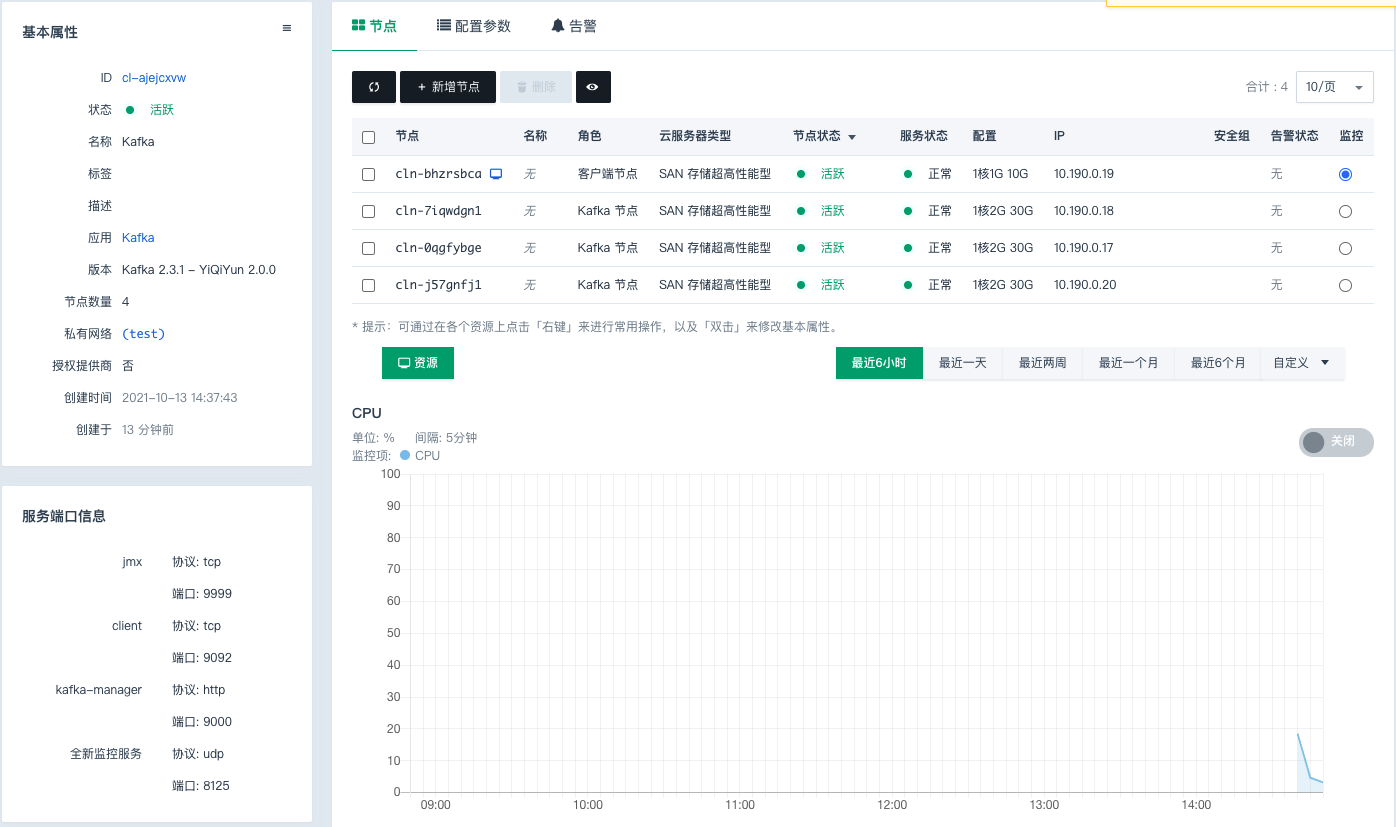 基本属性
ID cl-ajejcxvw
状态 活跃
名称 Kafka
标签
描述
应用 Kafka
版本 Kafka 2.3.1 - YiQiYun 2.0.0
节点数量 4
私有网络 (test)
授权提供商 否
创建时间 2021-10-13 14:37:43
创建于 13 分钟前
服务端口信息
jmx 协议: tcp
端口: 9999
client 协议: tcp
端口: 9092
kafka-manager 协议: http
端口: 9000
全新监控服务 协议: udp
端口: 8125
节点 配置参数 告警
+ 新增节点 删除 合计 : 4 10/页
节点 名称 角色 云服务器类型 节点状态 服务状态 配置 IP 安全组 告警状态 监控
cln-bhzrsbca 无 客户端节点 SAN 存储超高性能型 活跃 正常 1核1G 10G 10.190.0.19 无
cln-7iqwdgn1 无 Kafka 节点 SAN 存储超高性能型 活跃 正常 1核2G 30G 10.190.0.18 无
cln-0qgfybge 无 Kafka 节点 SAN 存储超高性能型 活跃 正常 1核2G 30G 10.190.0.17 无
cln-j57gnfj1 无 Kafka 节点 SAN 存储超高性能型 活跃 正常 1核2G 30G 10.190.0.20 无
* 提示：可通过在各个资源上点击「右键」来进行常用操作，以及「双击」来修改基本属性。
资源 最近6小时 最近一天 最近两周 最近一个月 最近6个月 自定义
CPU
单位: % 间隔: 5分钟
关闭
监控项: CPU
100
90
80
70
60
50
40
30
20
10
0
09:00 10:00 11:00 12:00 13:00 14:00